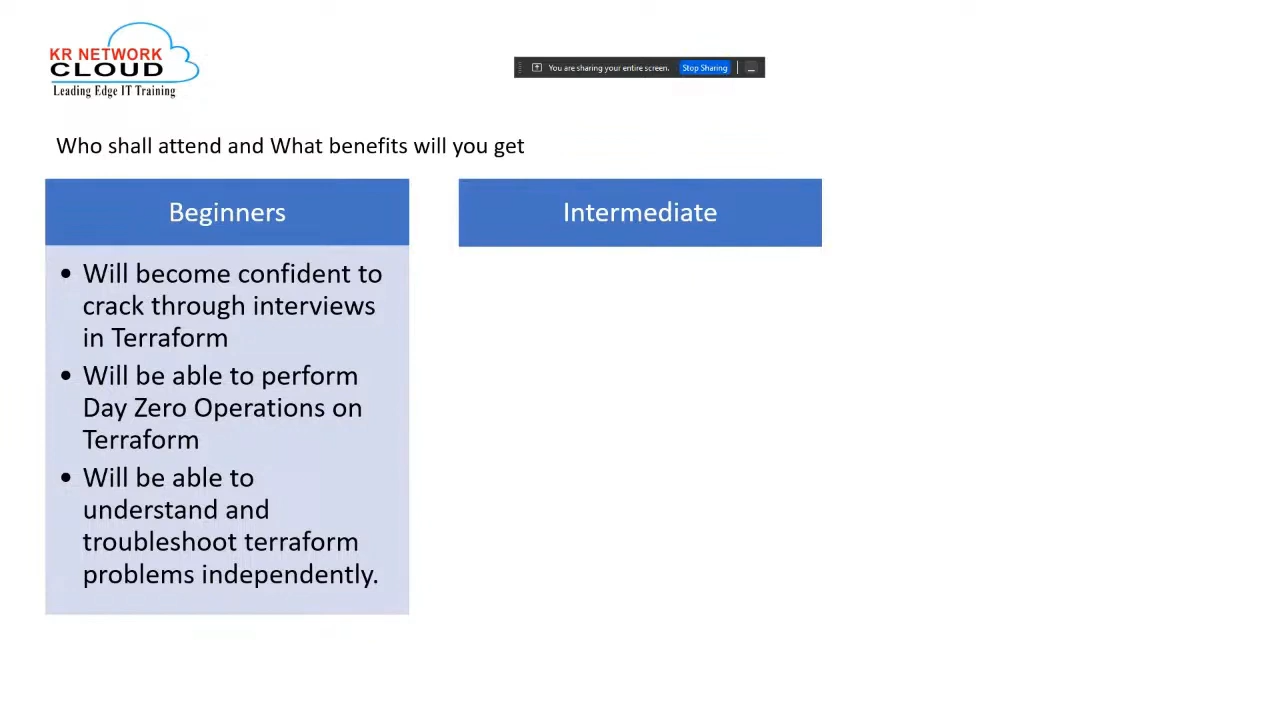 KR NETWORK
CLOUD
Leading Edge IT Training
You are sharing your entire screen. Stop Sharing
Who shall attend and What benefits will you get
Beginners
• Will become confident to
crack through interviews
in Terraform
• Will be able to perform
Day Zero Operations on
Terraform
• Will be able to
understand and
troubleshoot terraform
problems independently.
Intermediate